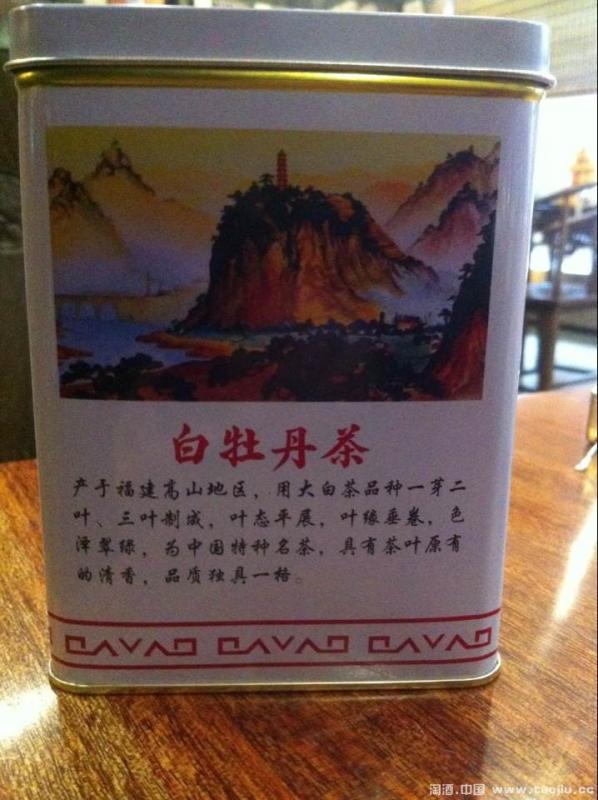 白牡丹茶
产于福建高山地区，用大白茶品种一芽二
叶、三叶制成，叶态平展，叶缘垂卷，色
泽翠绿，为中国特种名茶，具有茶叶原有
的清香，品质独具一格。
淘酒.中国 www.taojiu.cc